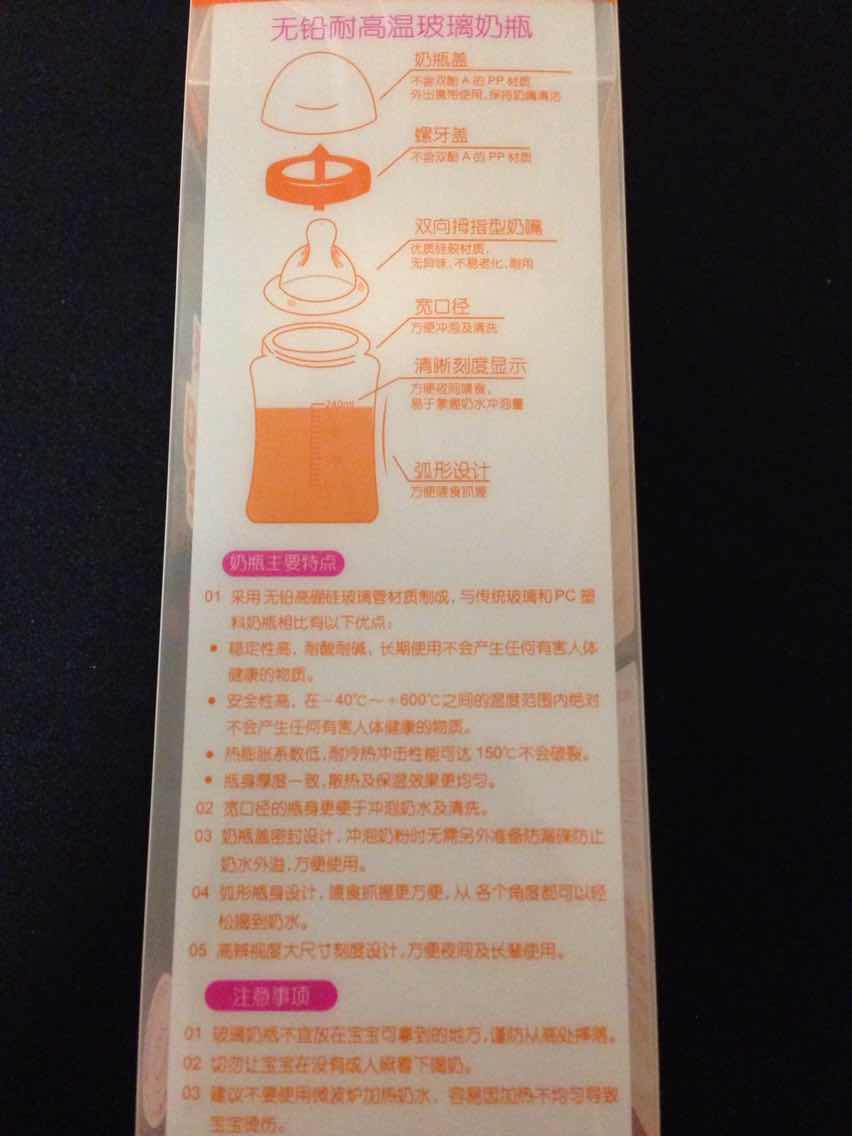 无铅耐高温玻璃奶瓶
奶瓶盖
不含双酚 A 的 PP 材质
外出携带使用,保持奶嘴清洁
螺牙盖
不含双酚 A 的 PP 材质
双向拇指型奶嘴
优质硅胶材质,
无异味,不易老化,耐用
宽口径
方便冲泡及清洗
清晰刻度显示
方便夜间喂食,
易于掌握奶水冲泡量
240ml
弧形设计
方便喂食抓握
奶瓶主要特点
01 采用无铅高硼硅玻璃管材质制成,与传统玻璃和PC 塑
料奶瓶相比有以下优点:
• 稳定性高,耐酸耐碱,长期使用不会产生任何有害人体
健康的物质。
• 安全性高,在-40℃~+600℃之间的温度范围内绝对
不会产生任何有害人体健康的物质。
• 热膨胀系数低,耐冷热冲击性能可达 150℃不会破裂。
• 瓶身厚度一致,散热及保温效果更均匀。
02 宽口径的瓶身更便于冲泡奶水及清洗。
03 奶瓶盖密封设计,冲泡奶粉时无需另外准备防漏碟防止
奶水外溢,方便使用。
04 弧形瓶身设计,喂食抓握更方便,从 各个角度都可以轻
松握到奶水。
05 高辨视度大尺寸刻度设计,方便夜间及长辈使用。
注意事项
01 玻璃奶瓶不宜放在宝宝可拿到的地方,谨防从高处摔落。
02 切勿让宝宝在没有成人照看下喝奶。
03 建议不要使用微波炉加热奶水,容易因加热不均匀导致
宝宝烫伤。